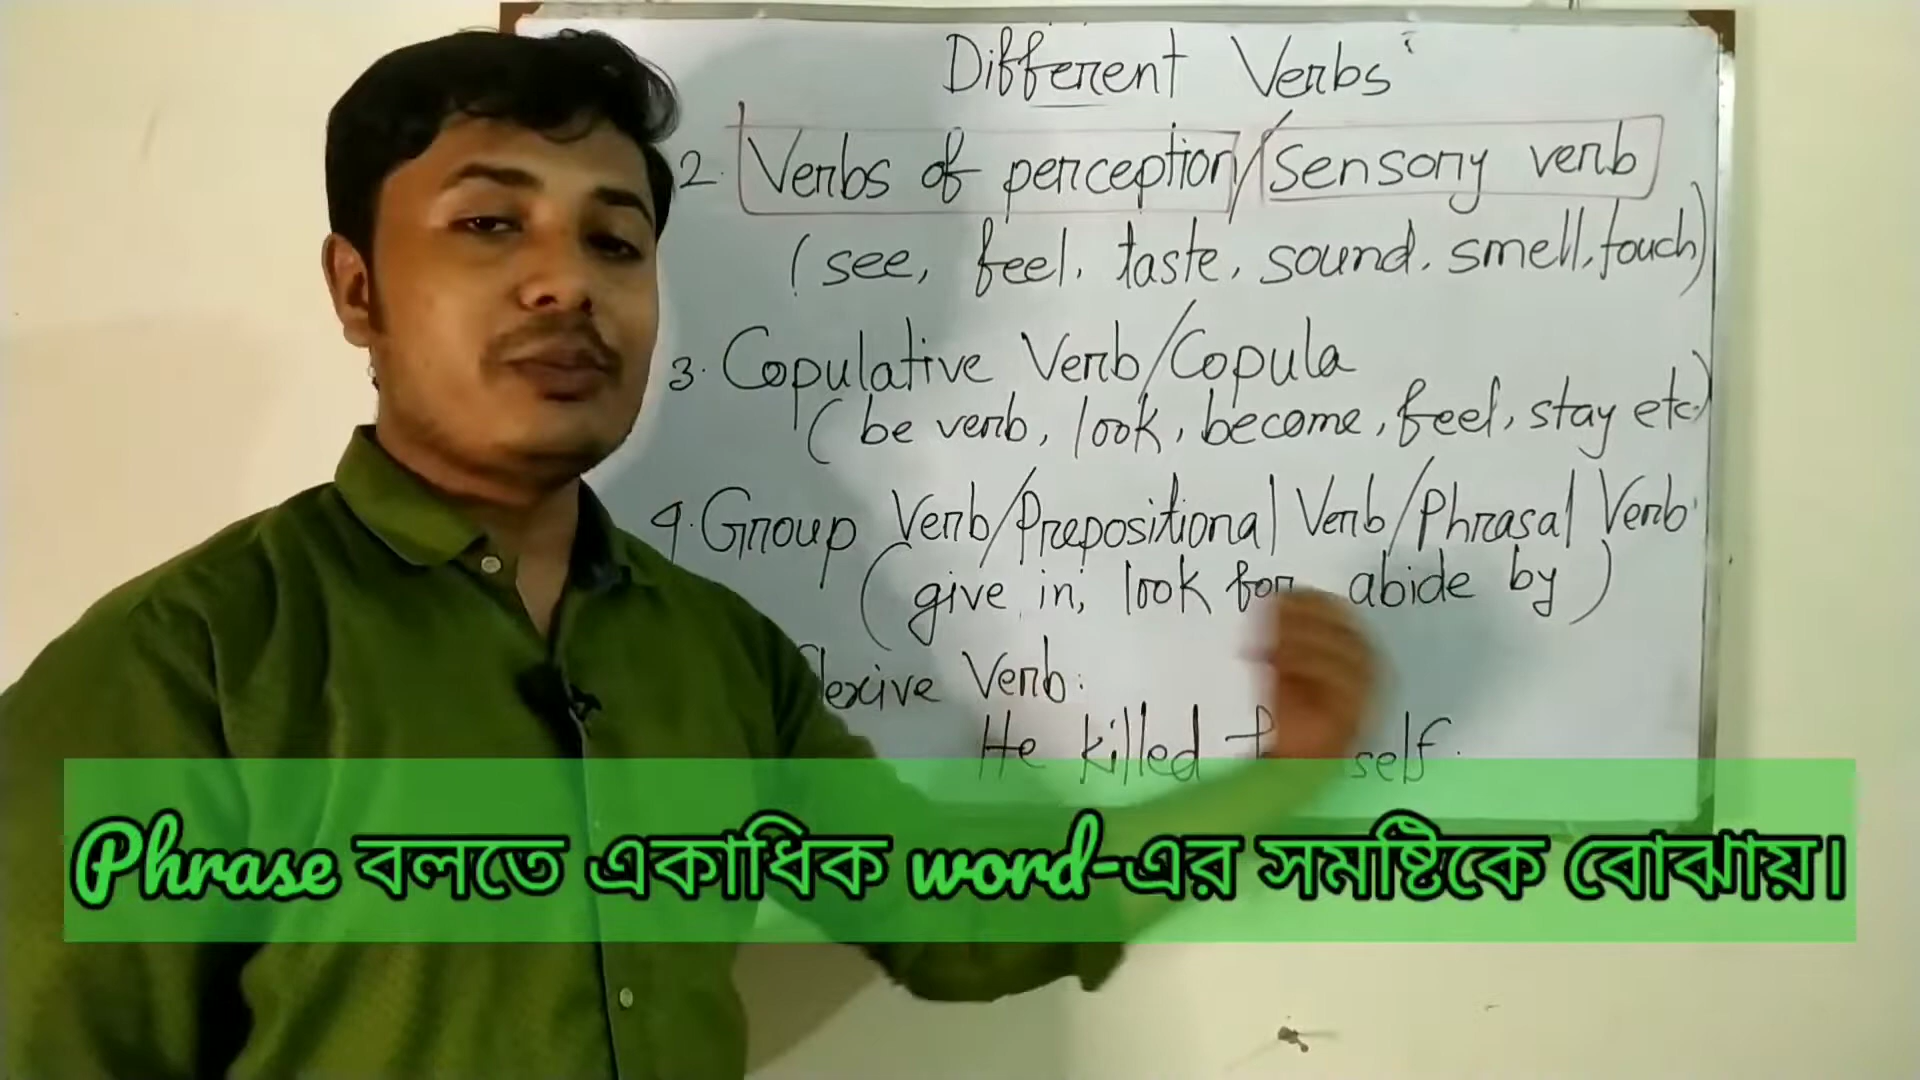 Different Verbs
2. Verbs of perception/Sensory verb
(see, feel, taste, sound, smell, touch)
3. Copulative Verb/Copula
(be verb, look, become, feel, stay etc)
4. Group Verb/Prepositional Verb/Phrasal Verb
(give in, look for abide by)
Verb:
He killed
Phrase বলতে একাধিক word-এর সমষ্টিকে বোঝায়।